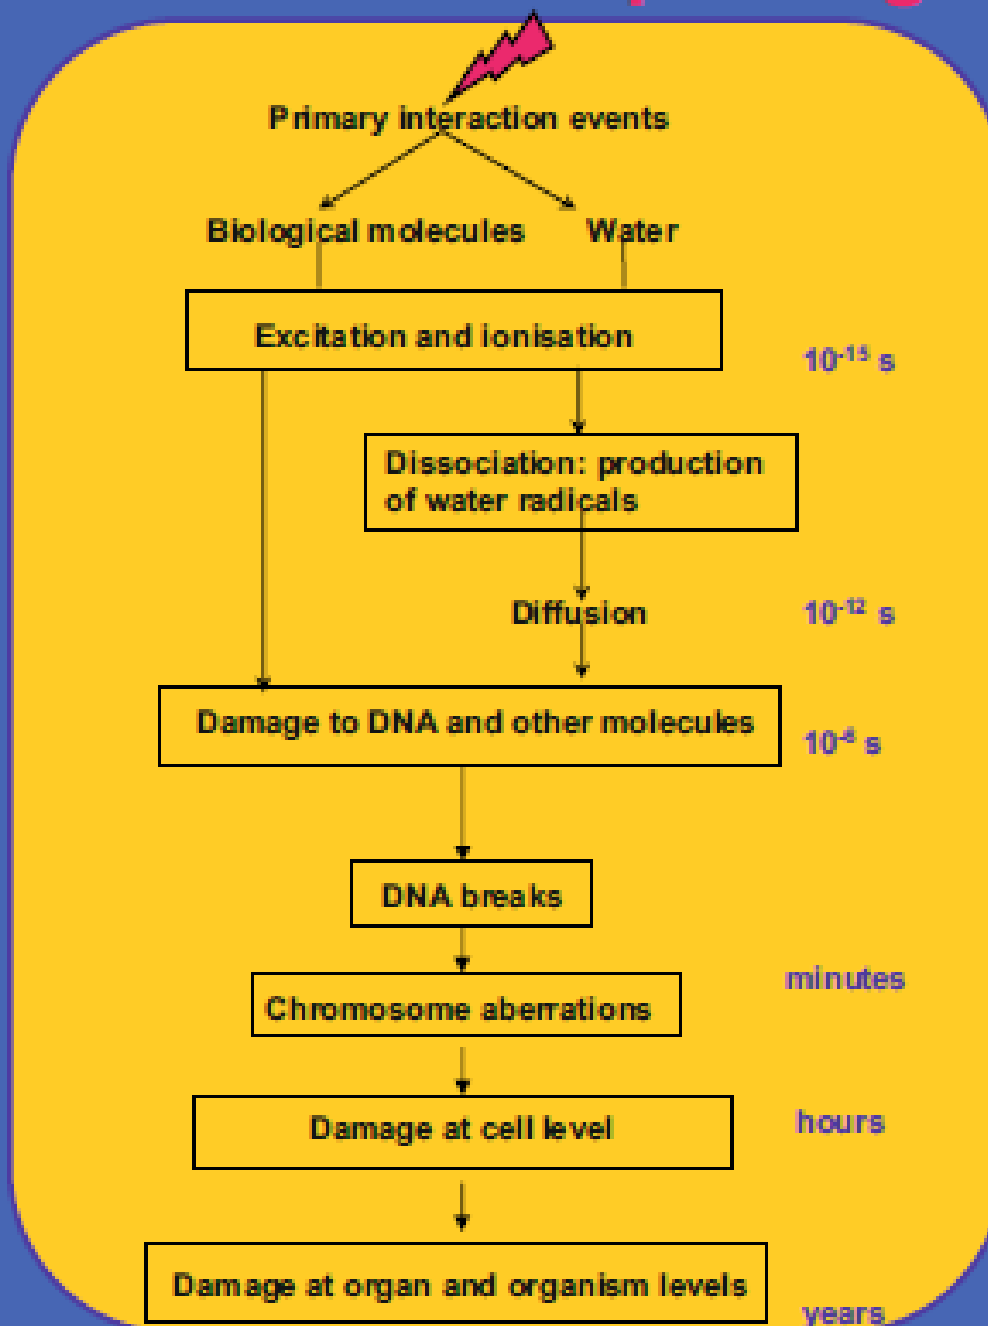 Primary interaction events
Biological molecules Water
Excitation and ionisation
10⁻¹⁵ s
Dissociation: production
of water radicals
Diffusion 10⁻¹² s
Damage to DNA and other molecules
DNA breaks
minutes
Chromosome aberrations
Damage at cell level
hours
Damage at organ and organism levels
years